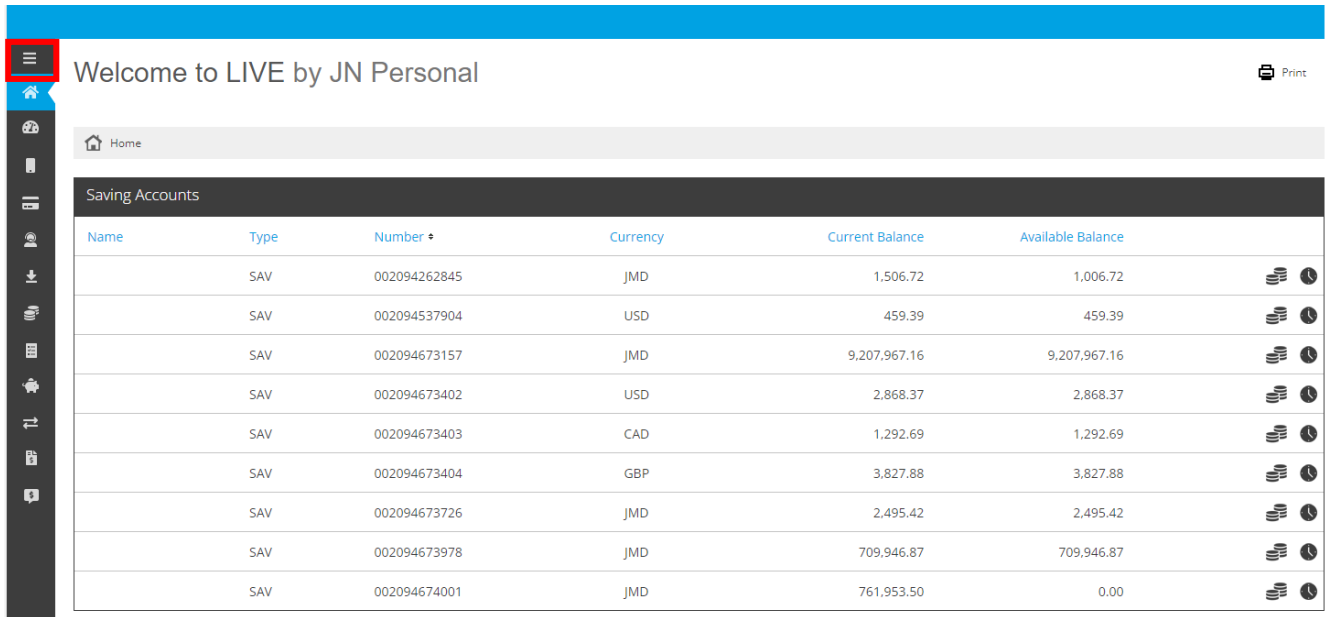 Welcome to LIVE by JN Personal
Print
Home
Saving Accounts
Name Type Number Currency Current Balance Available Balance
SAV 002094262845 JMD 1,506.72 1,006.72
SAV 002094537904 USD 459.39 459.39
SAV 002094673157 JMD 9,207,967.16 9,207,967.16
SAV 002094673402 USD 2,868.37 2,868.37
SAV 002094673403 CAD 1,292.69 1,292.69
SAV 002094673404 GBP 3,827.88 3,827.88
SAV 002094673726 JMD 2,495.42 2,495.42
SAV 002094673978 JMD 709,946.87 709,946.87
SAV 002094674001 JMD 761,953.50 0.00